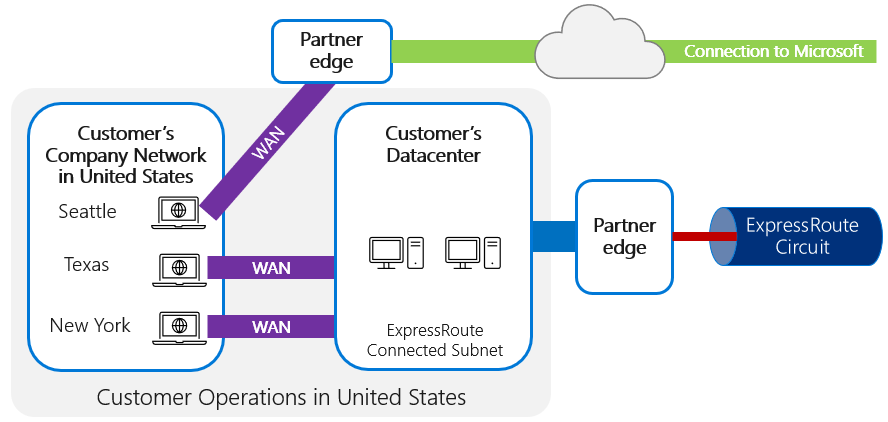 Partner
edge
Connection to Microsoft
WAN
Customer’s
Company Network
in United States
Seattle
Texas
New York
WAN
WAN
Customer’s
Datacenter
ExpressRoute
Connected Subnet
Partner
edge
ExpressRoute
Circuit
Customer Operations in United States